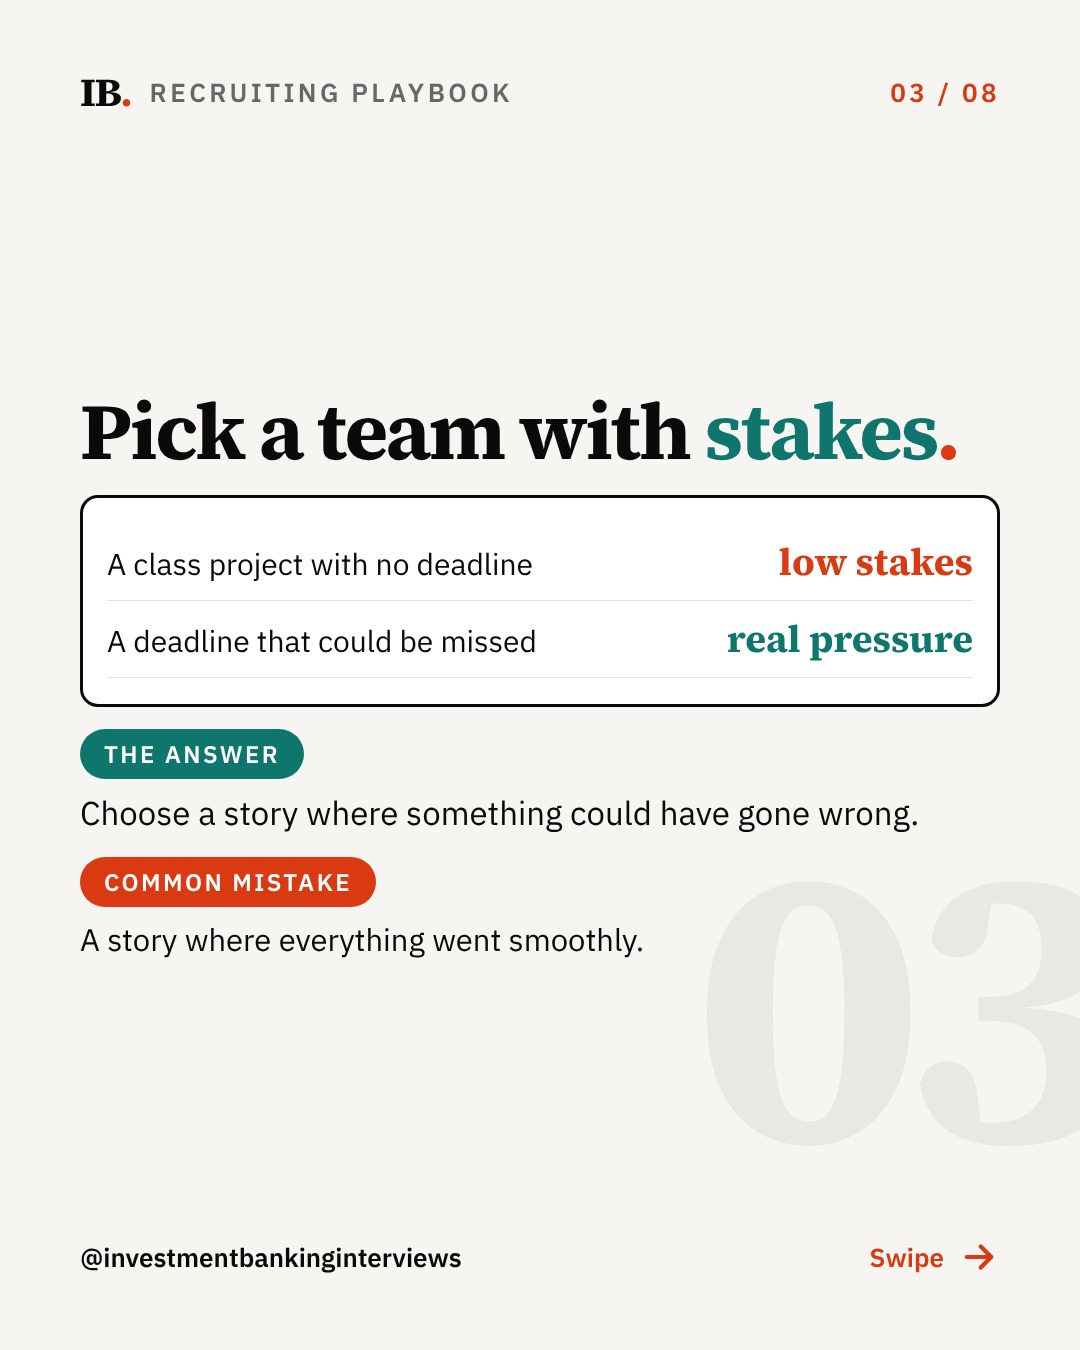 IB. RECRUITING PLAYBOOK
03 / 08
Pick a team with stakes.
A class project with no deadline
low stakes
A deadline that could be missed
real pressure
THE ANSWER
Choose a story where something could have gone wrong.
COMMON MISTAKE
A story where everything went smoothly.
03
@investmentbankinginterviews
Swipe →